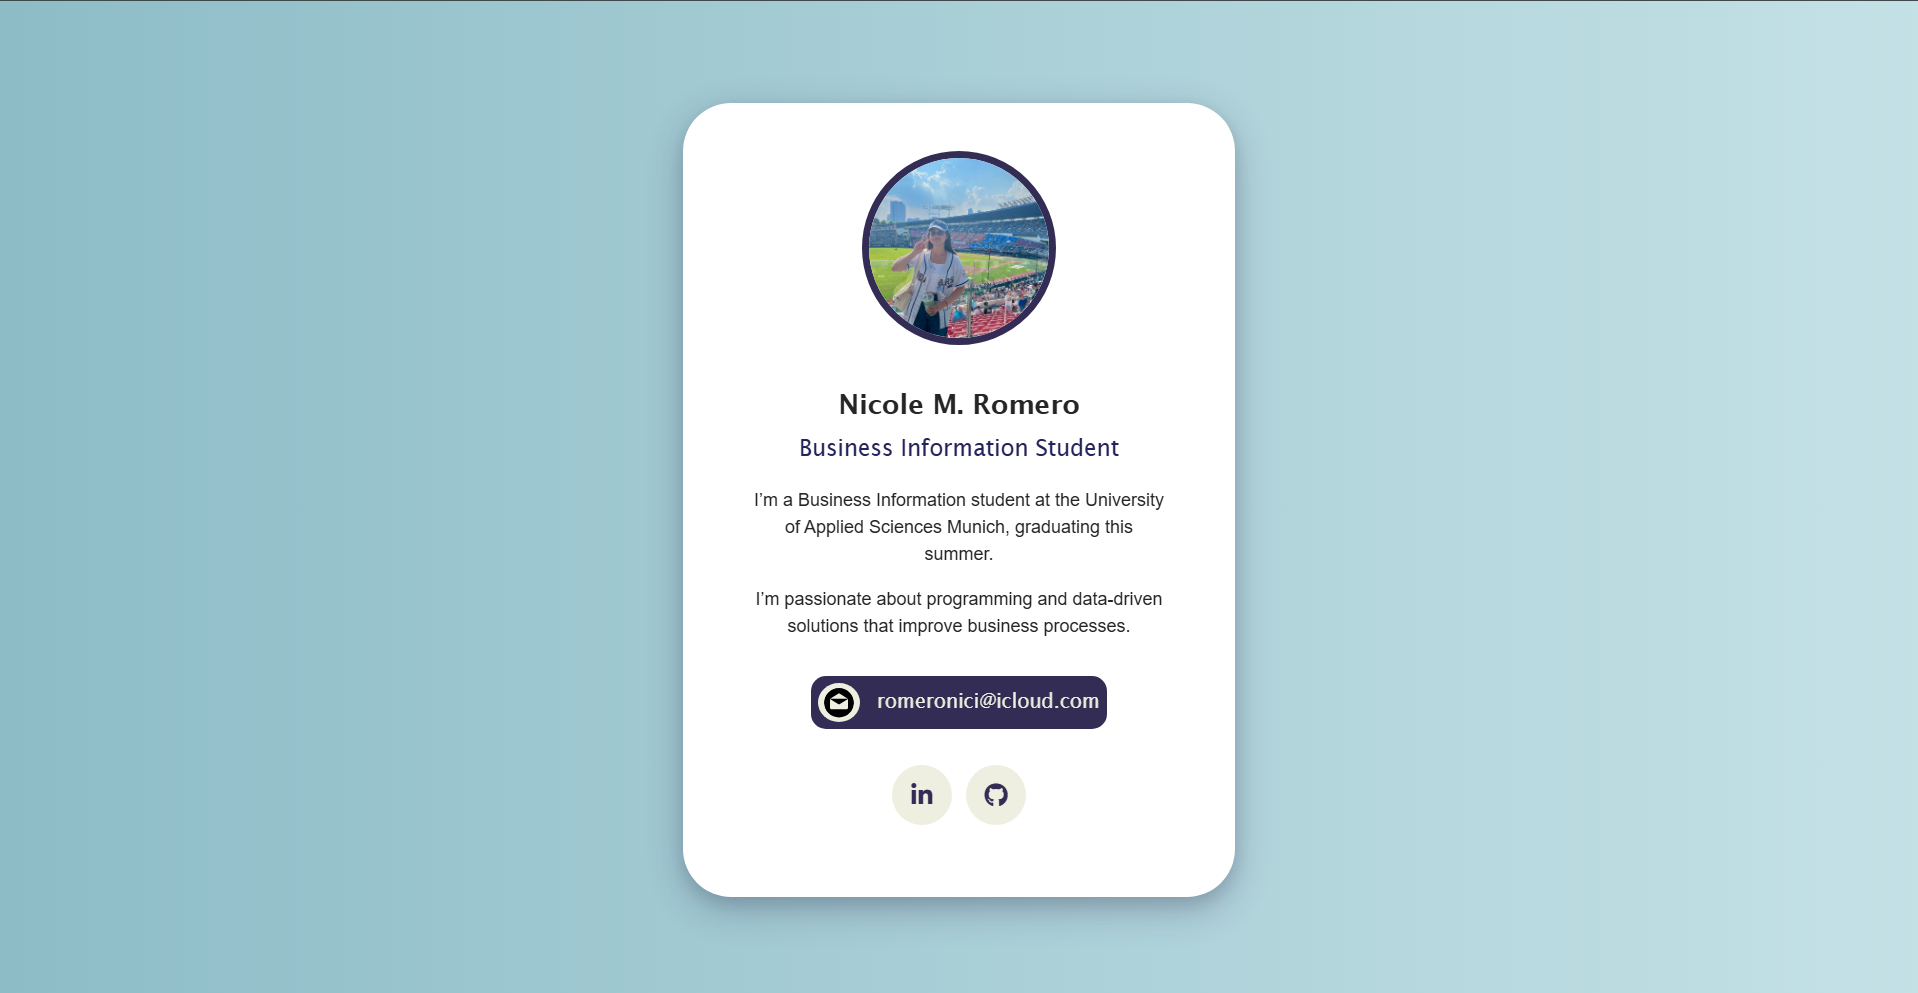 Nicole M. Romero
Business Information Student
I’m a Business Information student at the University
of Applied Sciences Munich, graduating this
summer.
I’m passionate about programming and data-driven
solutions that improve business processes.
romeronici@icloud.com
in